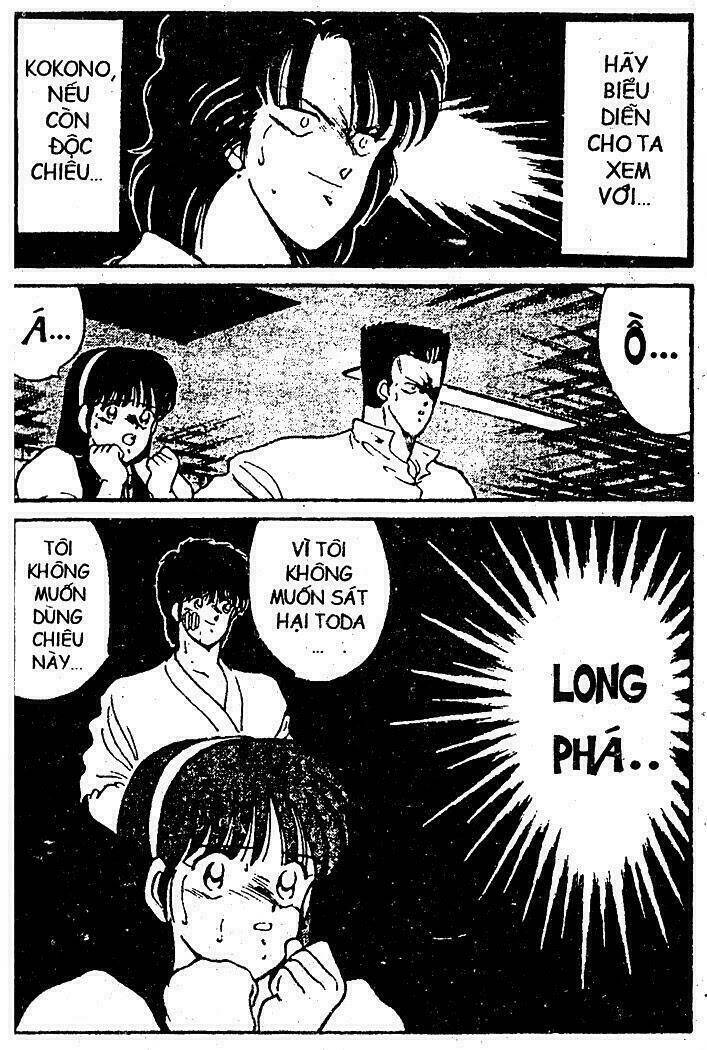 KOKONO,
NẾU
CÒN
ĐỘC
CHIÊU...
HÃY
BIỂU
DIỄN
CHO TA
XEM
VỚI...
Á...
Ồ...
TÔI
KHÔNG
MUỐN
DÙNG
CHIÊU
NÀY...
VÌ TÔI
KHÔNG
MUỐN SÁT
HẠI TODA
...
LONG
PHÁ..